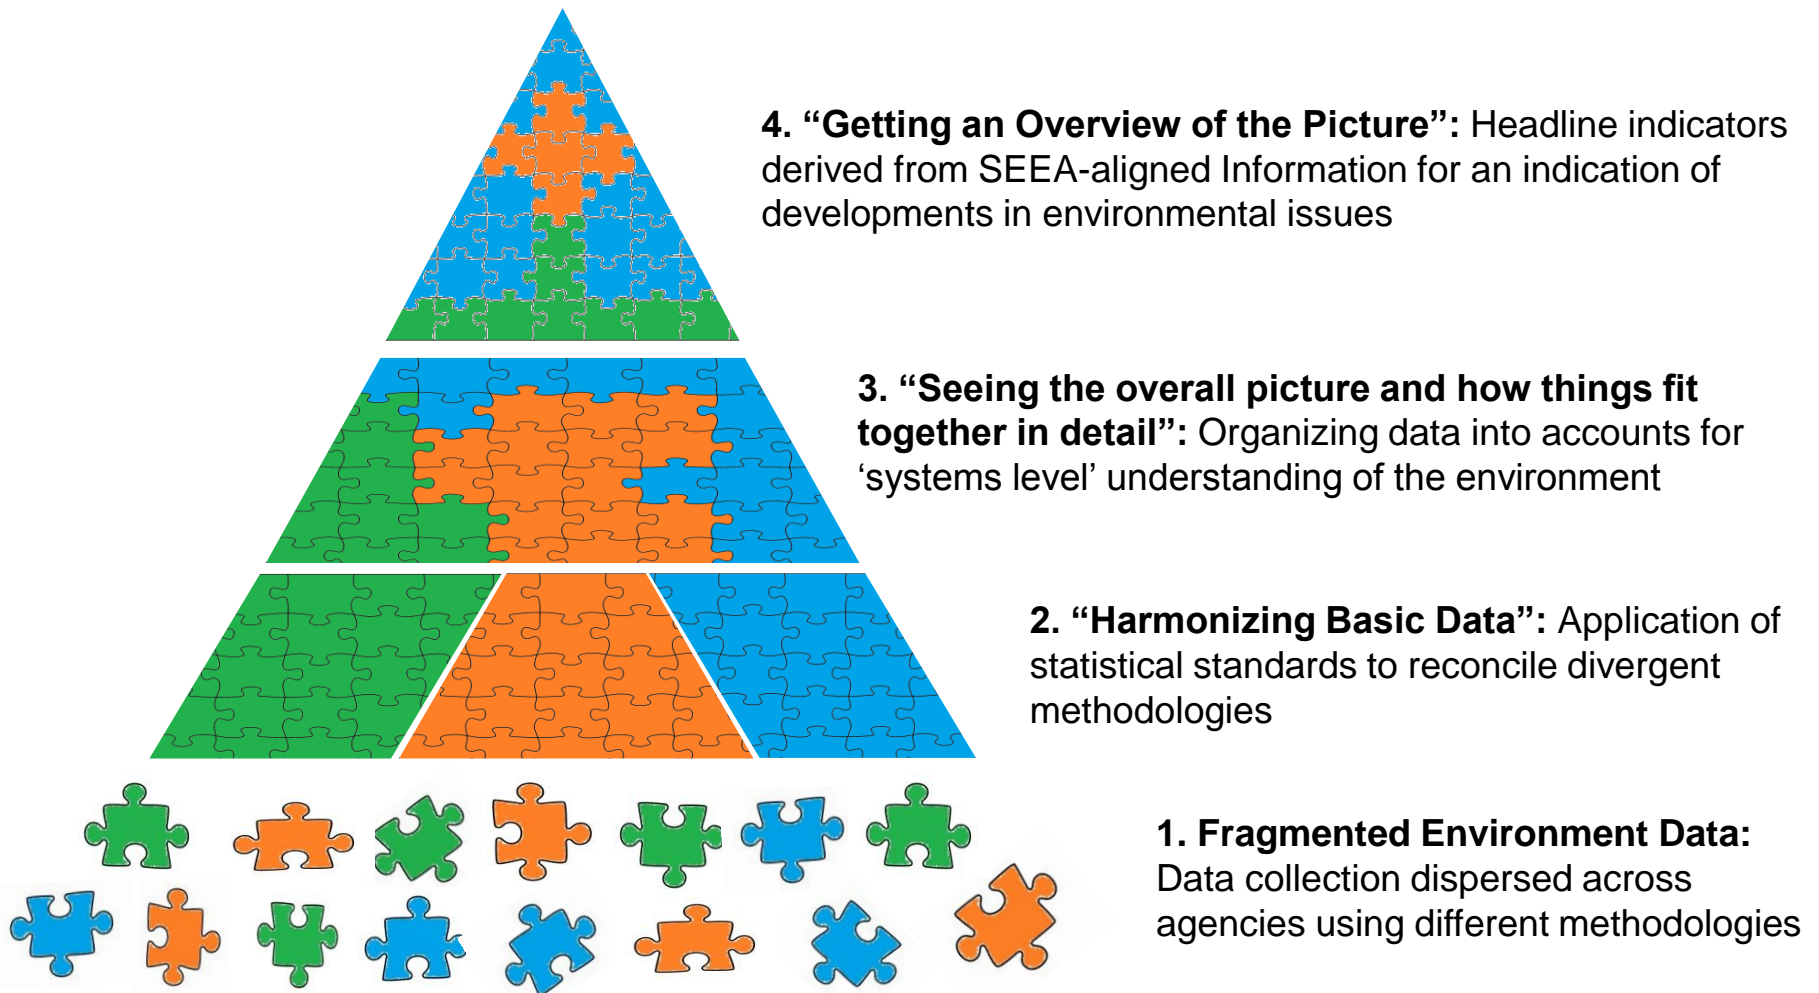 4. “Getting an Overview of the Picture”: Headline indicators
derived from SEEA-aligned Information for an indication of
developments in environmental issues
3. “Seeing the overall picture and how things fit
together in detail”: Organizing data into accounts for
‘systems level’ understanding of the environment
2. “Harmonizing Basic Data”: Application of
statistical standards to reconcile divergent
methodologies
1. Fragmented Environment Data:
Data collection dispersed across
agencies using different methodologies